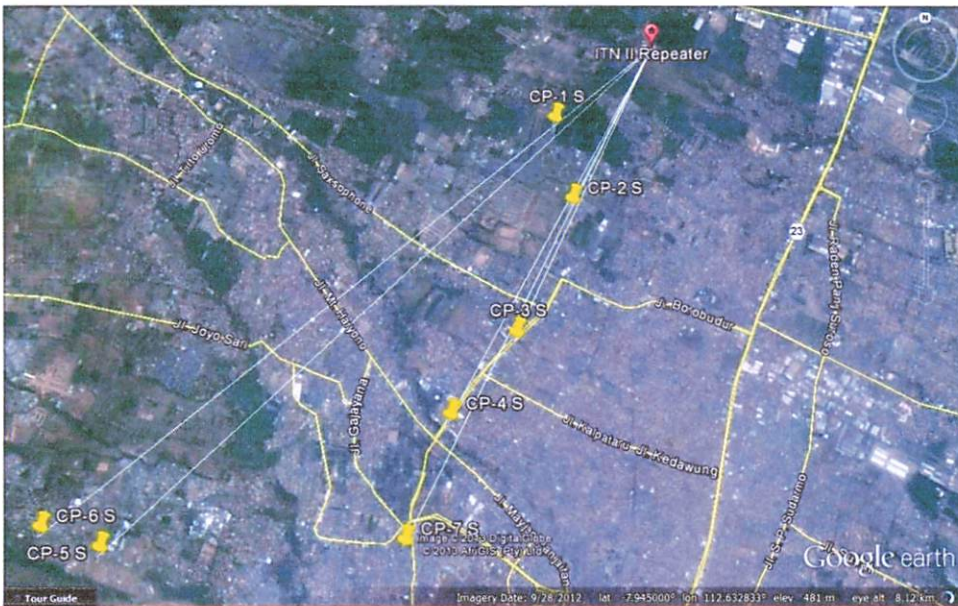 N
ITN II Repeater
CP-1 S
CP-2 S
Jl. Saxsophone
23
CP-3 S
Jl. Borobudur
Jl. Mt. Haryono
Jl. Joyo Sari
Jl. Gajayana
CP-4 S
Jl. Kalpataru Jl. Kedawung
CP-6 S
CP-5 S
CP-7 S
Image © 2013 DigitalGlobe
© 2013 AfriGIS (Pty) Ltd.
Google earth
Tour Guide
Imagery Date: 9/28/2012 lat -7.945000° lon 112.632833° elev 481 m eye alt 8.12 km